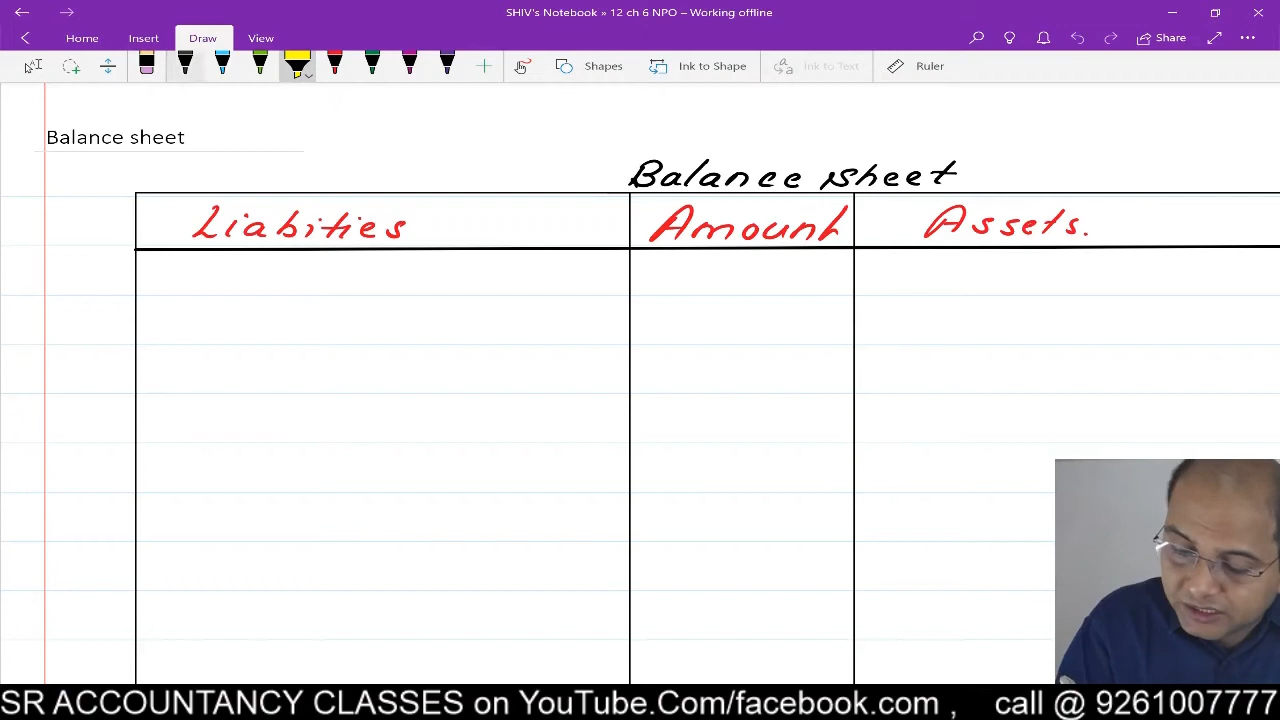 SHIV's Notebook » 12 ch 6 NPO – Working offline
Home Insert Draw View Share
Shapes Ink to Shape Ink to Text Ruler
Balance sheet
Balance sheet
Liabities Amount Assets.
SR ACCOUNTANCY CLASSES on YouTube.Com/facebook.com , call @ 9261007777